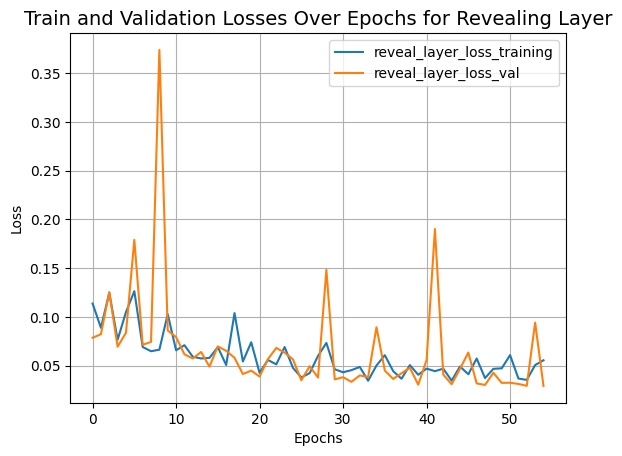 Train and Validation Losses Over Epochs for Revealing Layer
reveal_layer_loss_training
reveal_layer_loss_val
0.35
0.30
0.25
0.20
0.15
0.10
0.05
Loss
0 10 20 30 40 50
Epochs